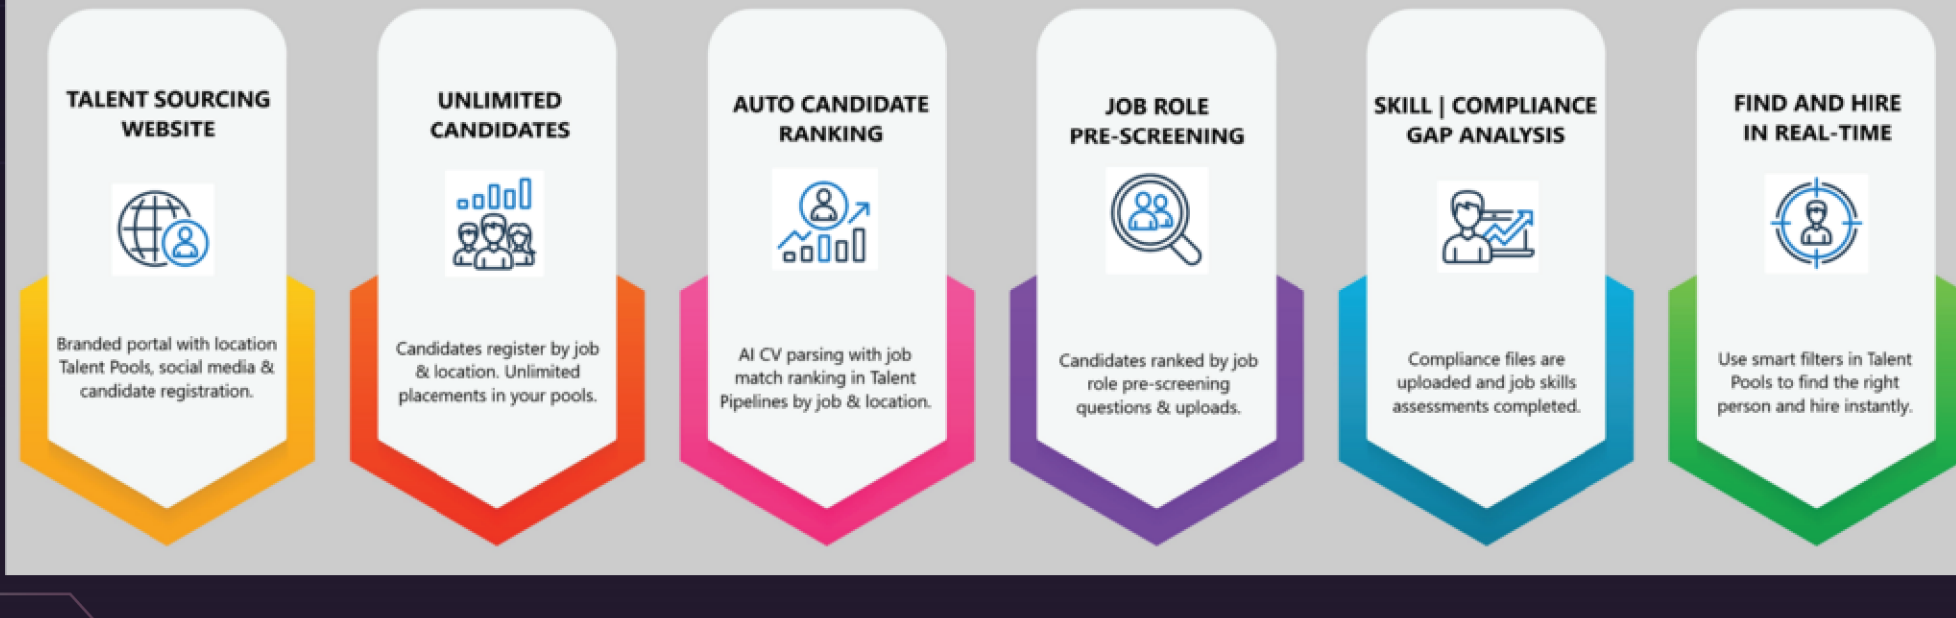 TALENT SOURCING
WEBSITE
Branded portal with location
Talent Pools, social media &
candidate registration.
UNLIMITED
CANDIDATES
Candidates register by job
& location. Unlimited
placements in your pools.
AUTO CANDIDATE
RANKING
AI CV parsing with job
match ranking in Talent
Pipelines by job & location.
JOB ROLE
PRE-SCREENING
Candidates ranked by job
role pre-screening
questions & uploads.
SKILL | COMPLIANCE
GAP ANALYSIS
Compliance files are
uploaded and job skills
assessments completed.
FIND AND HIRE
IN REAL-TIME
Use smart filters in Talent
Pools to find the right
person and hire instantly.